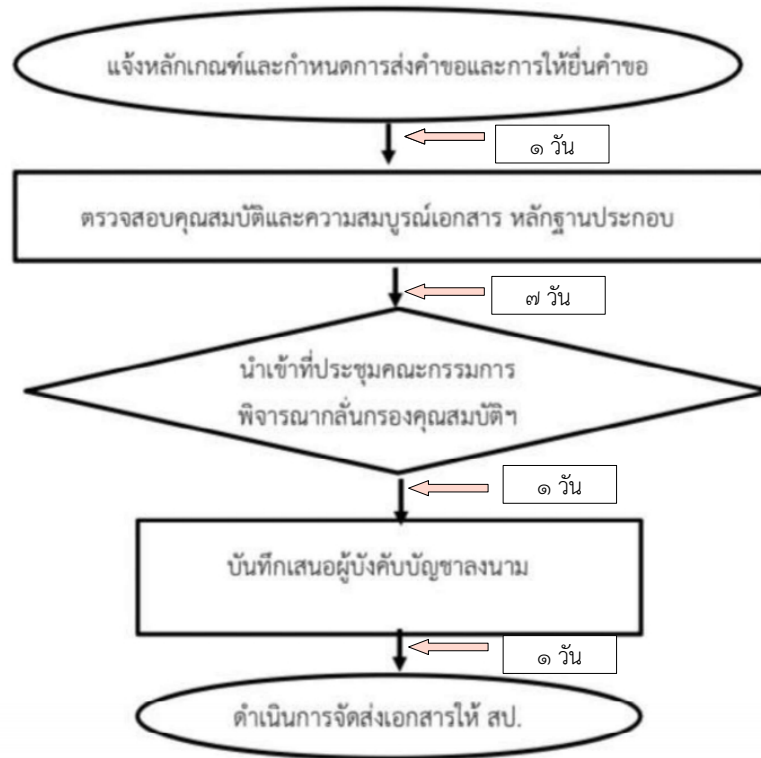 แจ้งหลักเกณฑ์และกำหนดการส่งคำขอและการให้ยื่นคำขอ
๑ วัน
ตรวจสอบคุณสมบัติและความสมบูรณ์เอกสาร หลักฐานประกอบ
๗ วัน
นำเข้าที่ประชุมคณะกรรมการ
พิจารณากลั่นกรองคุณสมบัติฯ
๑ วัน
บันทึกเสนอผู้บังคับบัญชาลงนาม
๑ วัน
ดำเนินการจัดส่งเอกสารให้ สป.